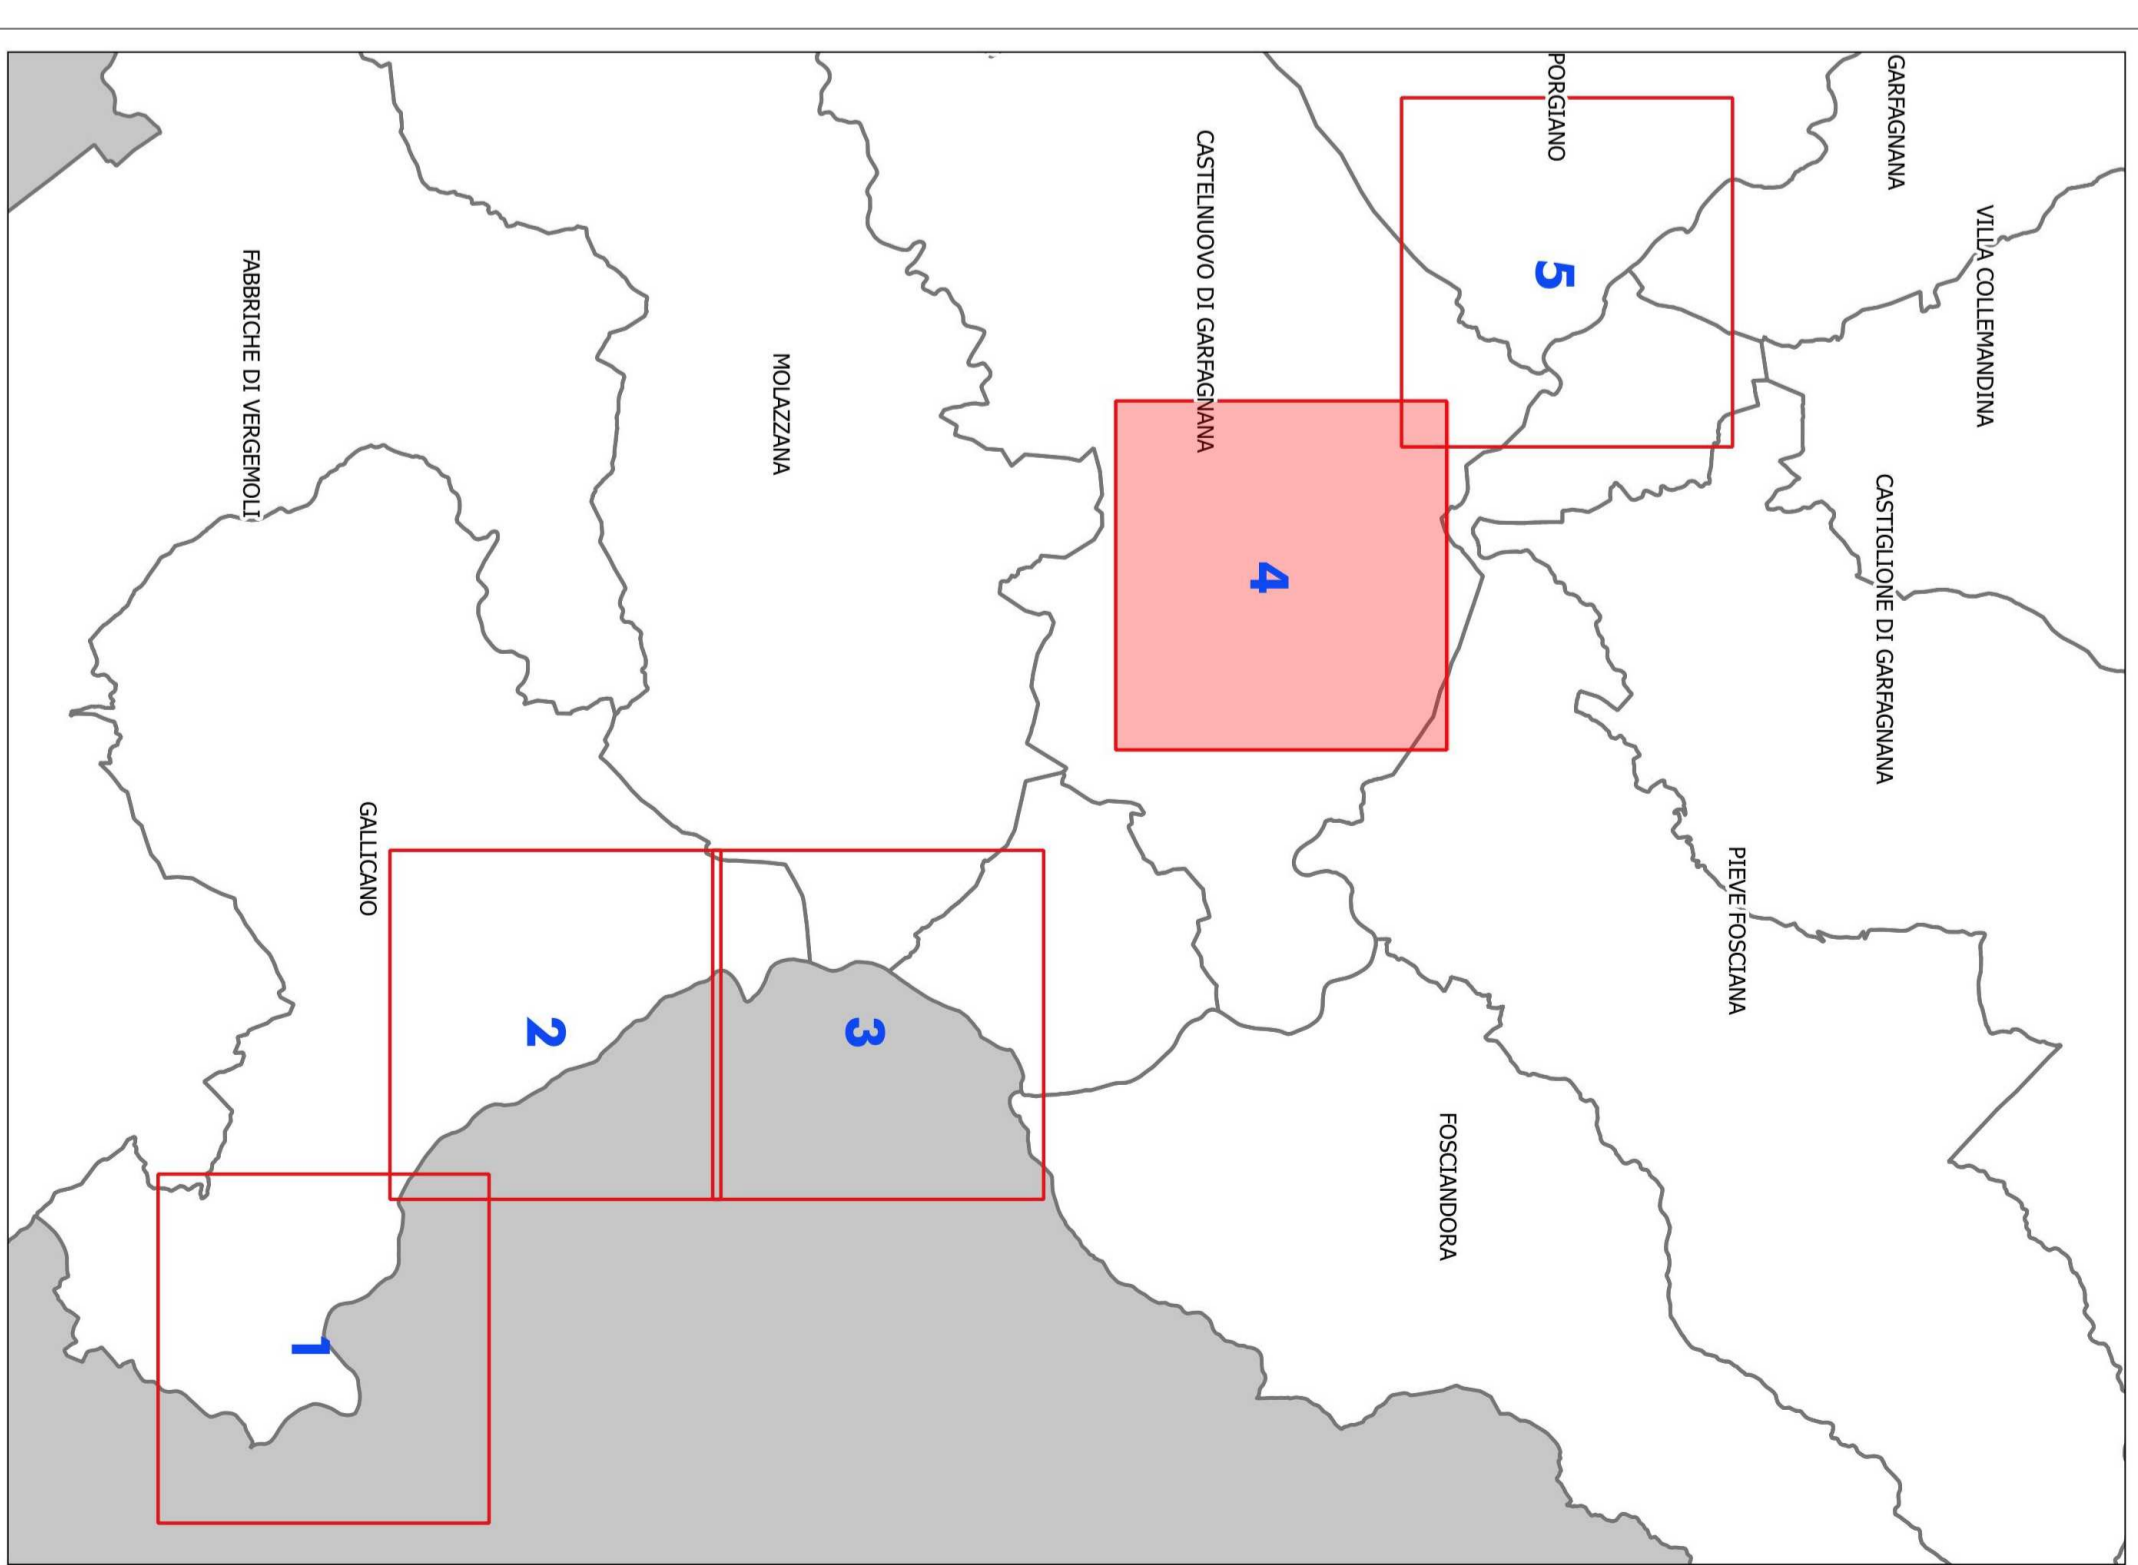 VILLA COLLEMANDINA
GARFAGNANA
CASTIGLIONE DI GARFAGNANA
PIEVE FOSCIANA
PORGIANO
5
FOSCIANDORA
4
CASTELNUOVO DI GARFAGNANA
3
MOLAZZANA
2
GALLICANO
1
FABBRICHE DI VERGEMOLI